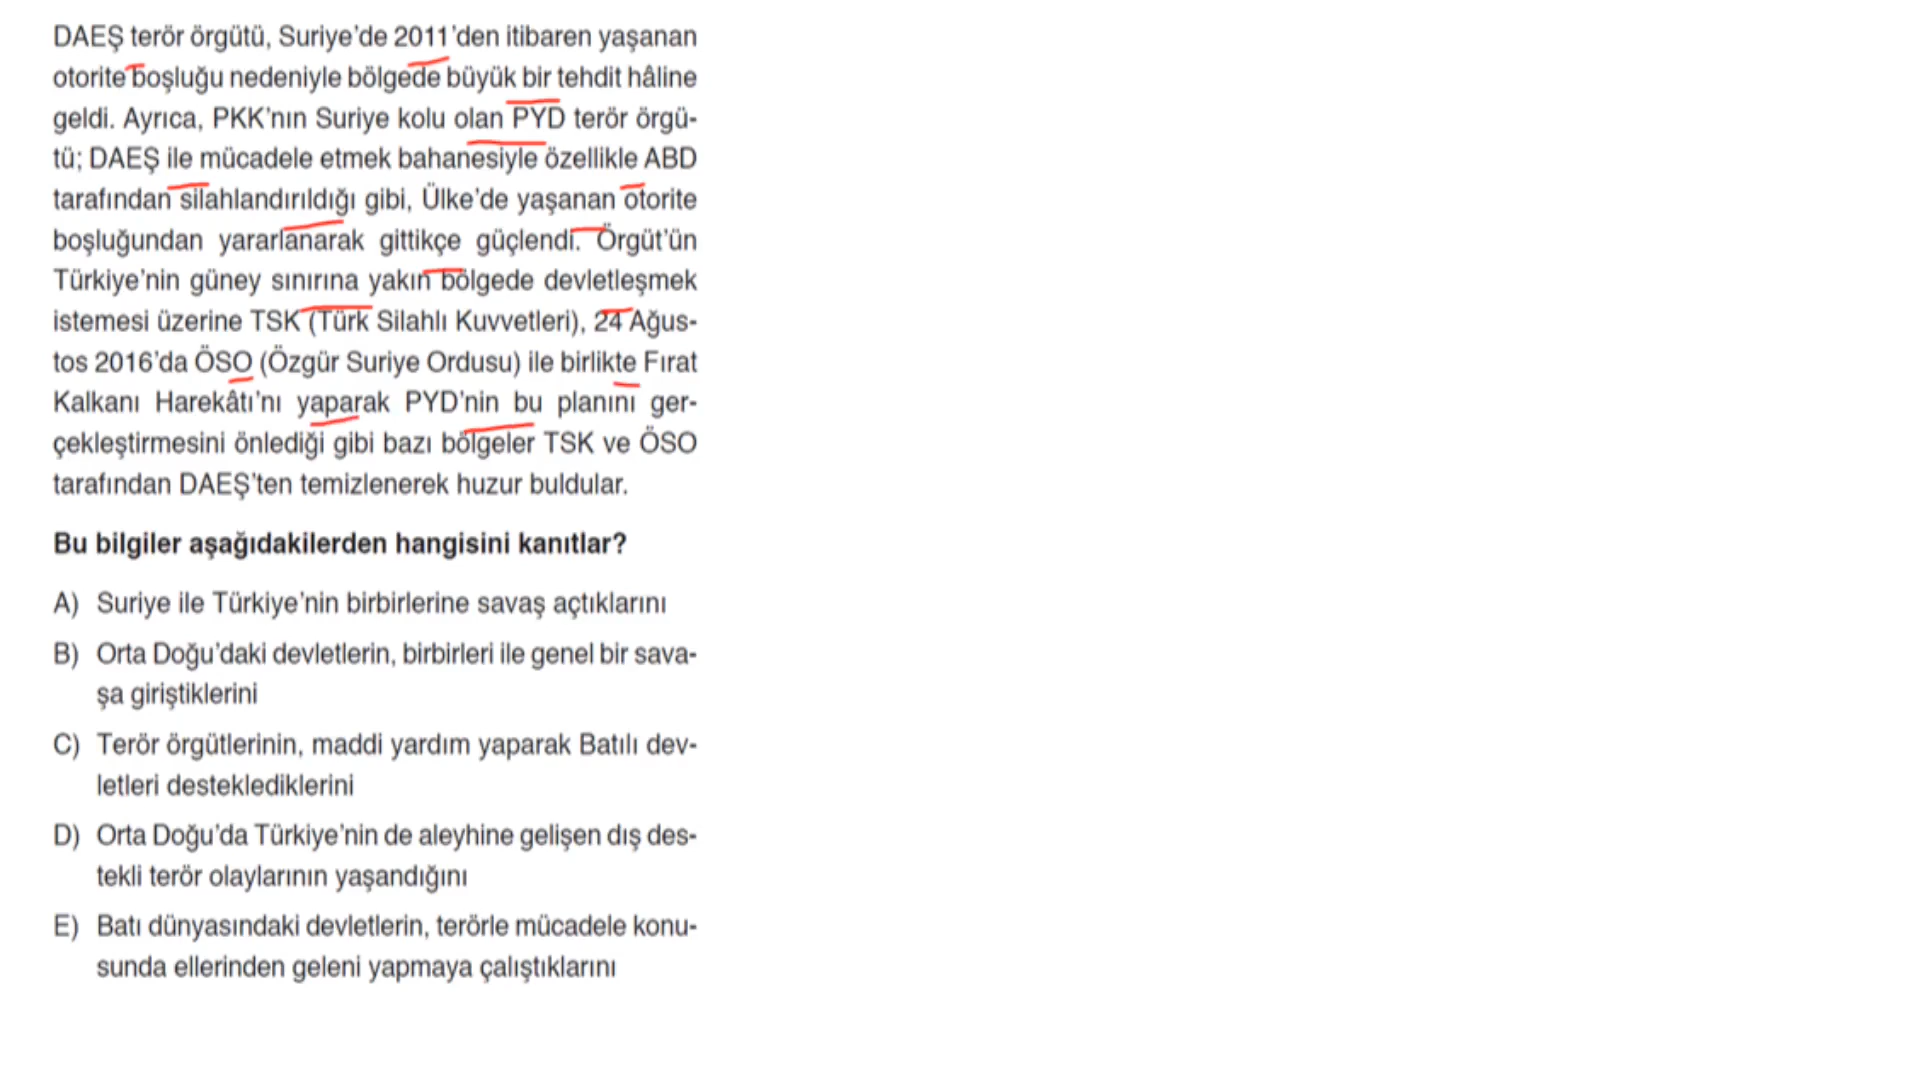 DAEŞ terör örgütü, Suriye'de 2011'den itibaren yaşanan
otorite boşluğu nedeniyle bölgede büyük bir tehdit hâline
geldi. Ayrıca, PKK'nın Suriye kolu olan PYD terör örgü-
tü; DAEŞ ile mücadele etmek bahanesiyle özellikle ABD
tarafından silahlandırıldığı gibi, Ülke'de yaşanan otorite
boşluğundan yararlanarak gittikçe güçlendi. Örgüt'ün
Türkiye'nin güney sınırına yakın bölgede devletleşmek
istemesi üzerine TSK (Türk Silahlı Kuvvetleri), 24 Ağus-
tos 2016'da ÖSO (Özgür Suriye Ordusu) ile birlikte Fırat
Kalkanı Harekâtı'nı yaparak PYD'nin bu planını ger-
çekleştirmesini önlediği gibi bazı bölgeler TSK ve ÖSO
tarafından DAEŞ'ten temizlenerek huzur buldular.
Bu bilgiler aşağıdakilerden hangisini kanıtlar?
A) Suriye ile Türkiye'nin birbirlerine savaş açtıklarını
B) Orta Doğu'daki devletlerin, birbirleri ile genel bir sava-
şa giriştiklerini
C) Terör örgütlerinin, maddi yardım yaparak Batılı dev-
letleri desteklediklerini
D) Orta Doğu'da Türkiye'nin de aleyhine gelişen dış des-
tekli terör olaylarının yaşandığını
E) Batı dünyasındaki devletlerin, terörle mücadele konu-
sunda ellerinden geleni yapmaya çalıştıklarını